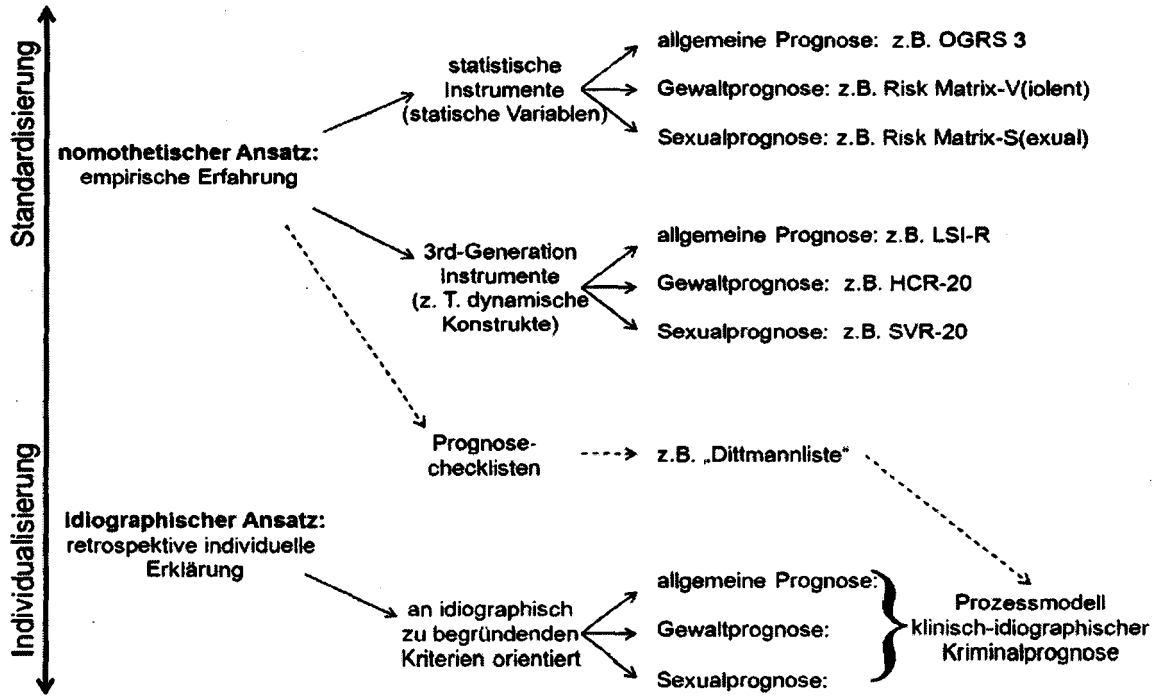 Standardisierung
Individualisierung
nomothetischer Ansatz:
empirische Erfahrung
statistische
Instrumente
(statische Variablen)
allgemeine Prognose: z.B. OGRS 3
Gewaltprognose: z.B. Risk Matrix-V(iolent)
Sexualprognose: z.B. Risk Matrix-S(exual)
3rd-Generation
Instrumente
(z. T. dynamische
Konstrukte)
allgemeine Prognose: z.B. LSI-R
Gewaltprognose: z.B. HCR-20
Sexualprognose: z.B. SVR-20
Prognose-
checklisten
z.B. „Dittmannliste“
idiographischer Ansatz:
retrospektive individuelle
Erklärung
an idiographisch
zu begründenden
Kriterien orientiert
allgemeine Prognose:
Gewaltprognose:
Sexualprognose:
Prozessmodell
klinisch-idiographischer
Kriminalprognose